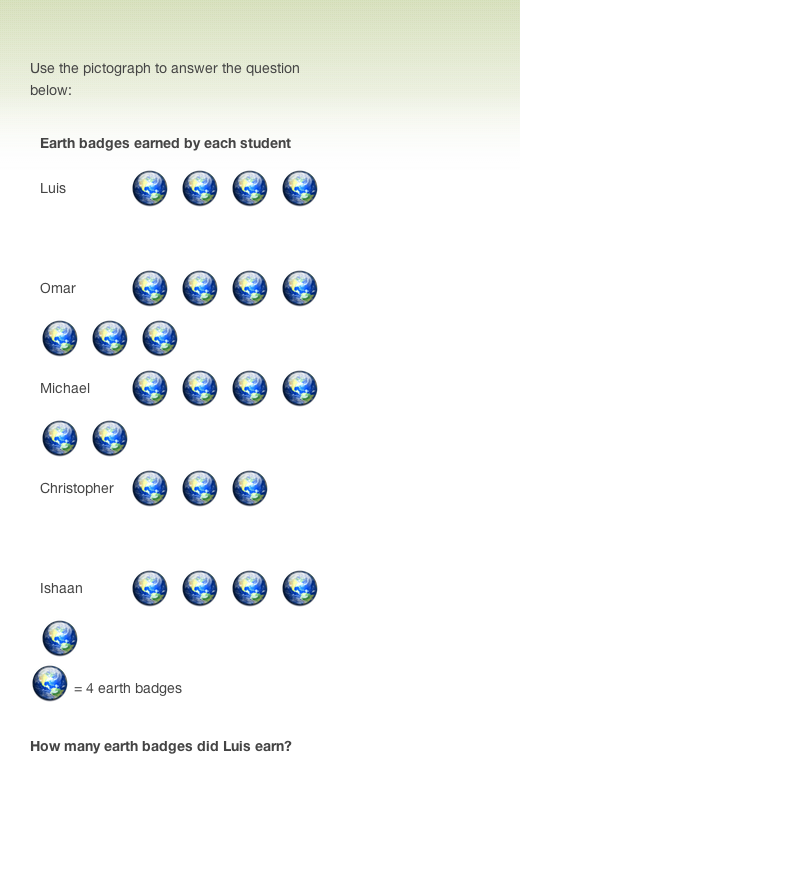 Use the pictograph to answer the question
below:
Earth badges earned by each student
Luis
Omar
Michael
Christopher
Ishaan
= 4 earth badges
How many earth badges did Luis earn?